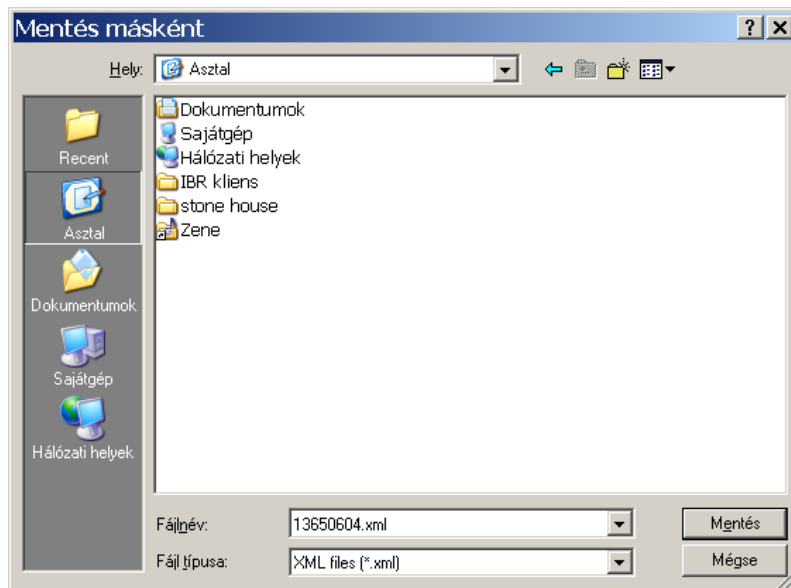 Mentés másként
Hely: Asztal
Recent
Asztal
Dokumentumok
Sajátgép
Hálózati helyek
Dokumentumok
Sajátgép
Hálózati helyek
IBR kliens
stone house
Zene
Fájlnév: 13650604.xml Mentés
Fájl típusa: XML files (*.xml) Mégse